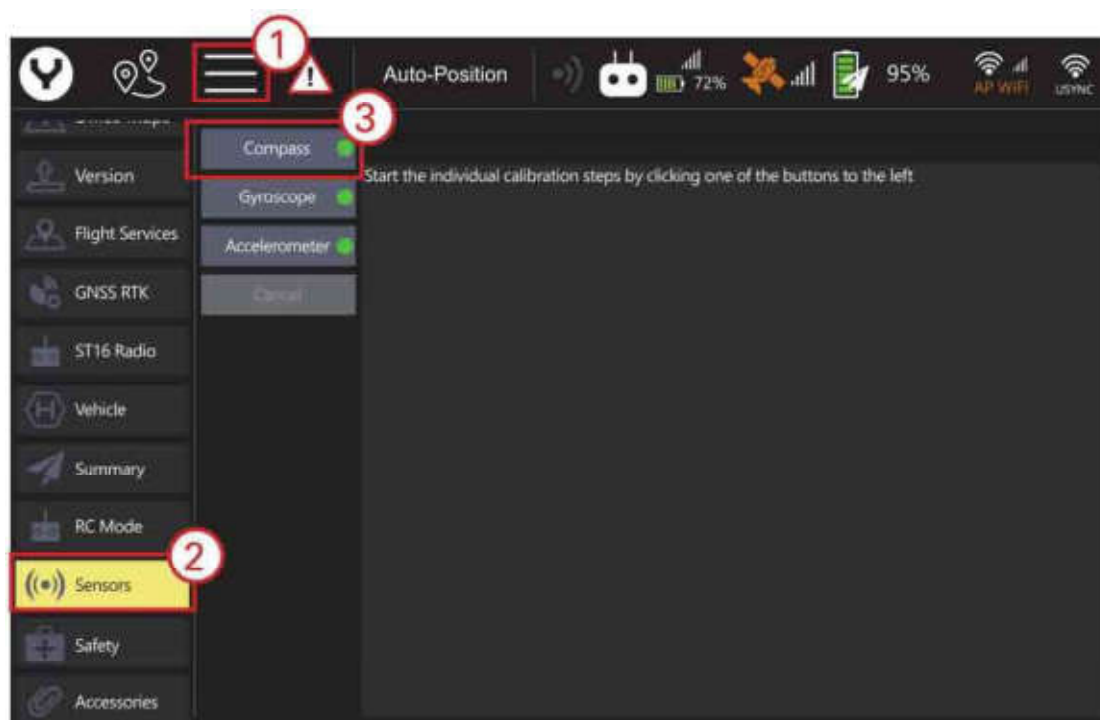 1
Auto-Position
72%
95%
AP WIFI
USYNC
3
Compass
Version
Start the individual calibration steps by clicking one of the buttons to the left
Gyroscope
Flight Services
Accelerometer
GNSS RTK
Cancel
ST16 Radio
Vehicle
Summary
RC Mode
2
Sensors
Safety
Accessories